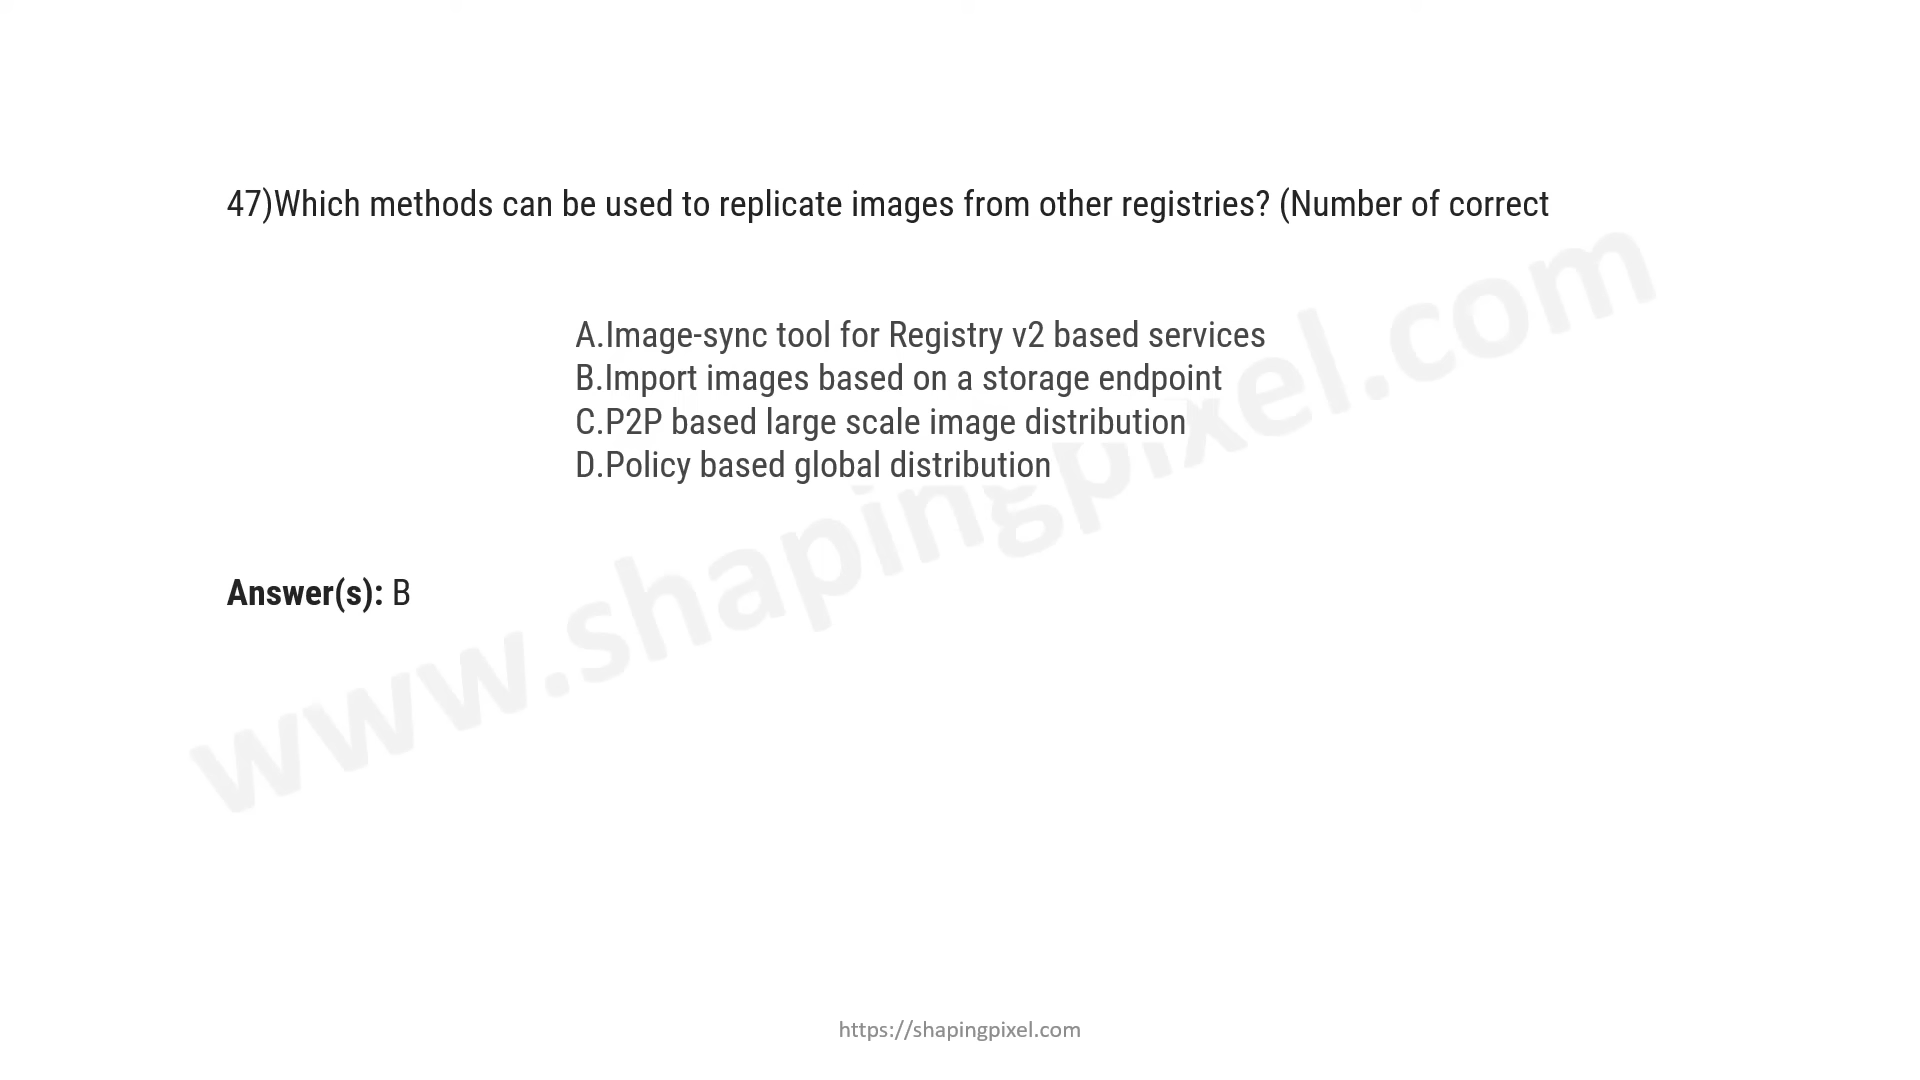 47)Which methods can be used to replicate images from other registries? (Number of correct
A.Image-sync tool for Registry v2 based services
B.Import images based on a storage endpoint
C.P2P based large scale image distribution
D.Policy based global distribution
Answer(s): B
www.shapingpixel.com
https://shapingpixel.com